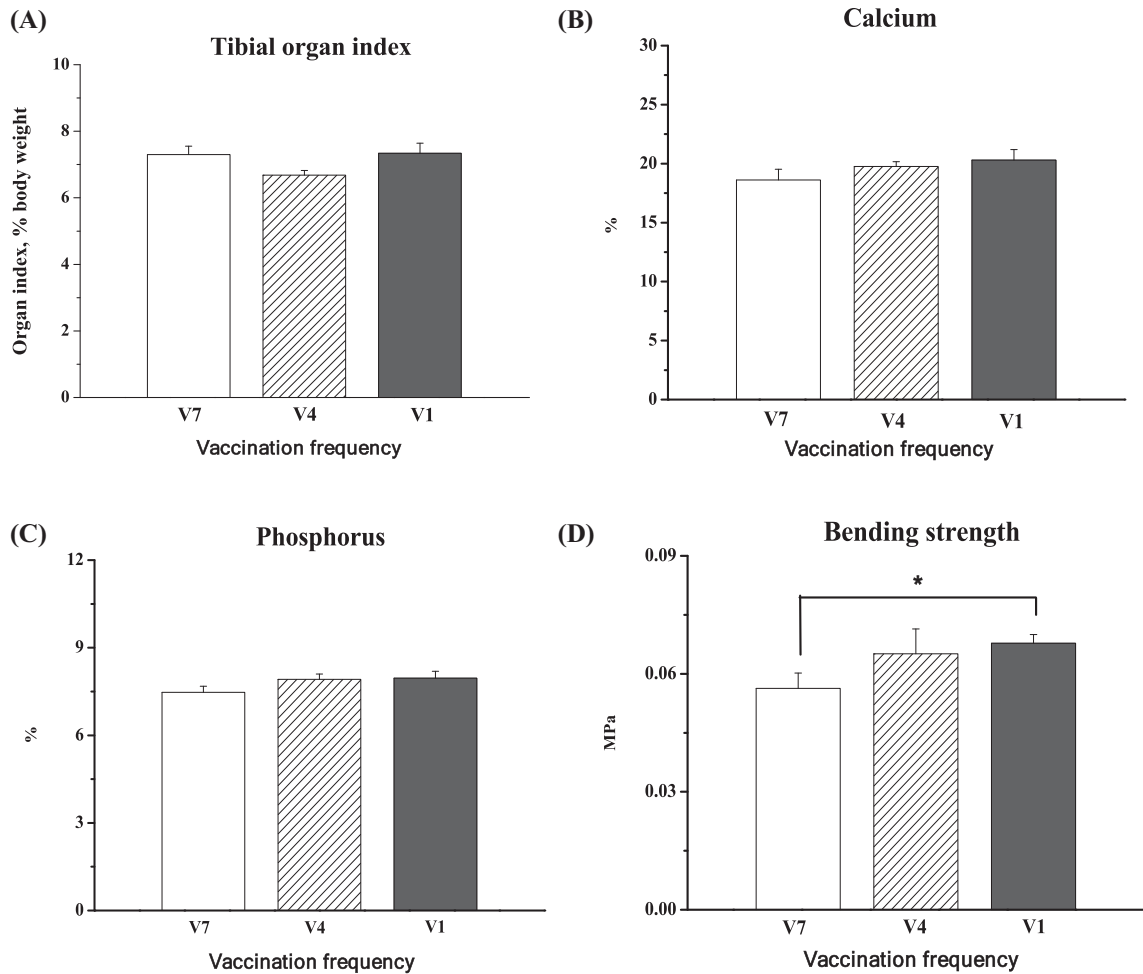 (A)
Tibial organ index
Organ index, % body weight
10
8
6
4
2
0
V7 V4 V1
Vaccination frequency
(B)
Calcium
%
30
25
20
15
10
5
0
V7 V4 V1
Vaccination frequency
(C)
Phosphorus
%
12
9
6
3
0
V7 V4 V1
Vaccination frequency
(D)
Bending strength
MPa
0.09
0.06
0.03
0.00
*
V7 V4 V1
Vaccination frequency